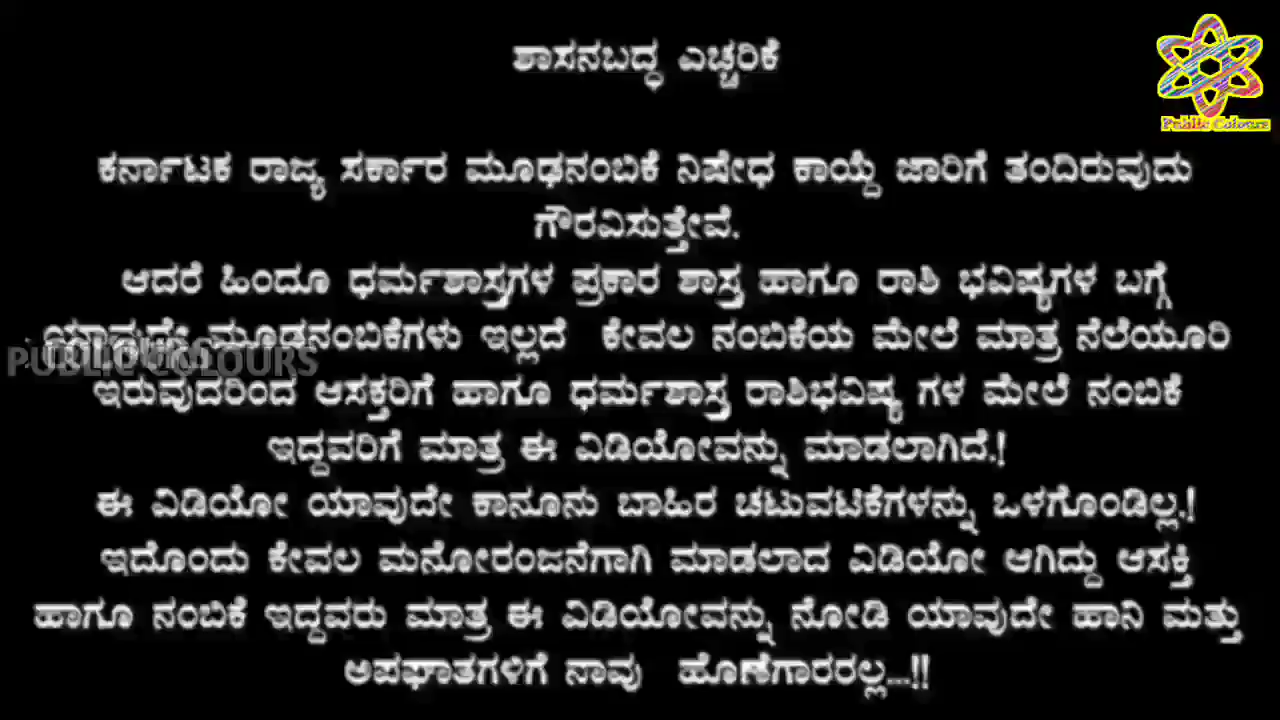 ಶಾಸನಬದ್ಧ ಎಚ್ಚರಿಕೆ
Public Colours
ಕರ್ನಾಟಕ ರಾಜ್ಯ ಸರ್ಕಾರ ಮೂಢನಂಬಿಕೆ ನಿಷೇಧ ಕಾಯ್ದೆ ಜಾರಿಗೆ ತಂದಿರುವುದು
ಗೌರವಿಸುತ್ತೇವೆ.
ಆದರೆ ಹಿಂದೂ ಧರ್ಮಶಾಸ್ತ್ರಗಳ ಪ್ರಕಾರ ಶಾಸ್ತ್ರ ಹಾಗೂ ರಾಶಿ ಭವಿಷ್ಯಗಳ ಬಗ್ಗೆ
ಯಾವುದೇ ಮೂಢನಂಬಿಕೆಗಳು ಇಲ್ಲದೆ ಕೇವಲ ನಂಬಿಕೆಯ ಮೇಲೆ ಮಾತ್ರ ನೆಲೆಯೂರಿ
PUBLIC COLOURS
ಇರುವುದರಿಂದ ಆಸಕ್ತರಿಗೆ ಹಾಗೂ ಧರ್ಮಶಾಸ್ತ್ರ ರಾಶಿಭವಿಷ್ಯ ಗಳ ಮೇಲೆ ನಂಬಿಕೆ
ಇದ್ದವರಿಗೆ ಮಾತ್ರ ಈ ವಿಡಿಯೋವನ್ನು ಮಾಡಲಾಗಿದೆ.!
ಈ ವಿಡಿಯೋ ಯಾವುದೇ ಕಾನೂನು ಬಾಹಿರ ಚಟುವಟಿಕೆಗಳನ್ನು ಒಳಗೊಂಡಿಲ್ಲ.!
ಇದೊಂದು ಕೇವಲ ಮನೋರಂಜನೆಗಾಗಿ ಮಾಡಲಾದ ವಿಡಿಯೋ ಆಗಿದ್ದು ಆಸಕ್ತಿ
ಹಾಗೂ ನಂಬಿಕೆ ಇದ್ದವರು ಮಾತ್ರ ಈ ವಿಡಿಯೋವನ್ನು ನೋಡಿ ಯಾವುದೇ ಹಾನಿ ಮತ್ತು
ಅಪಘಾತಗಳಿಗೆ ನಾವು ಹೊಣೆಗಾರರಲ್ಲ...!!